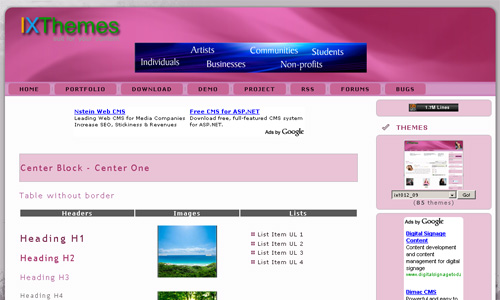 IXThemes
Artists
Communities
Students
Individuals
Businesses
Non-profits
HOME
PORTFOLIO
DOWNLOAD
DEMO
PROJECT
RSS
FORUMS
BUGS
Nstein Web CMS
Leading Web CMS for Media Companies
Increase SEO, Stickiness & Revenues
Free CMS for ASP.NET
Download free, full-featured CMS system
for ASP.NET.
Ads by Google
1.7M Lines
THEMES
ix1012_09
Go!
(85 themes)
Center Block - Center One
Table without border
Headers
Images
Lists
Heading H1
Heading H2
Heading H3
Heading H4
List Item UL 1
List Item UL 2
List Item UL 3
List Item UL 4
Ads by Google
Digital Signage
Content
Content development and
content management for
digital signage
Bimac CMS
Powerful and easy to